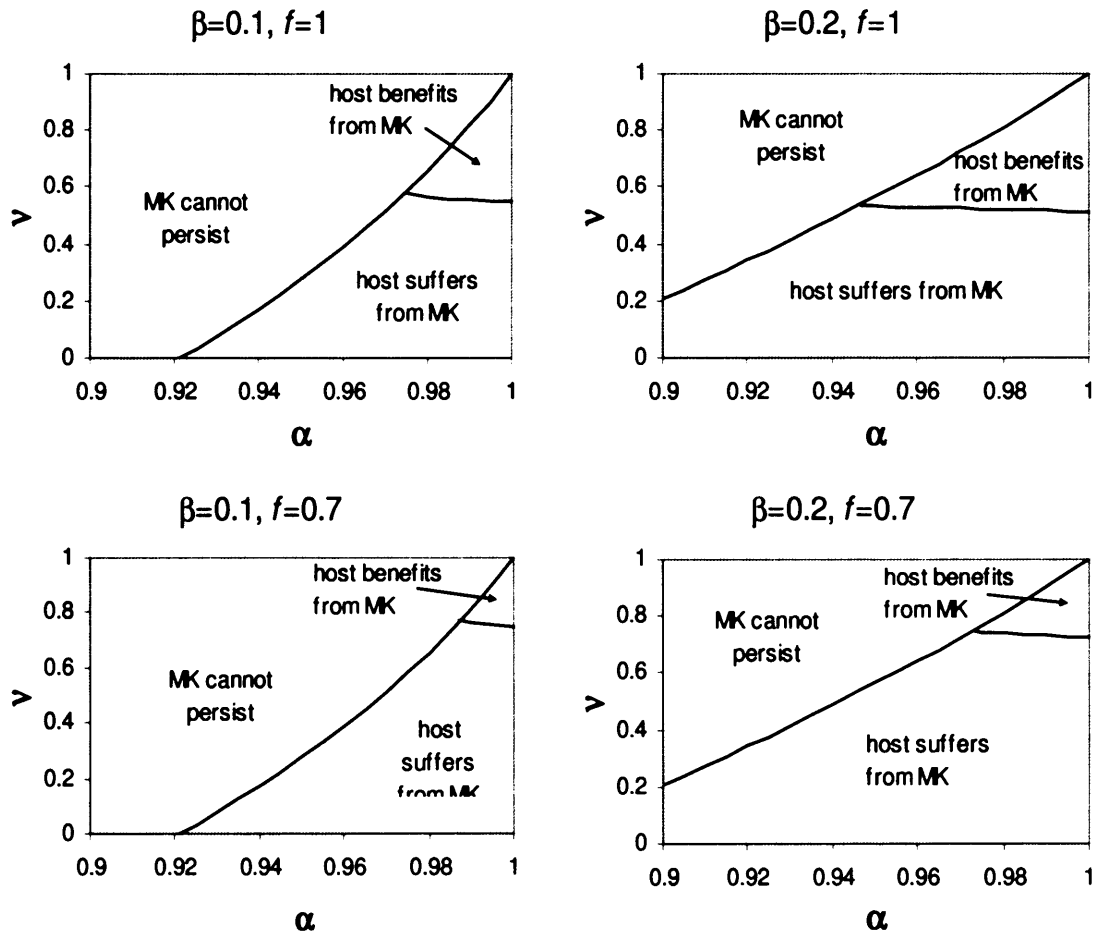 β=0.1, f=1
1
0.8
0.6
0.4
0.2
0
ν
host benefits
from MK
MK cannot
persist
host suffers
from MK
0.9 0.92 0.94 0.96 0.98 1
α
β=0.2, f=1
1
0.8
0.6
0.4
0.2
0
ν
MK cannot
persist
host benefits
from MK
host suffers from MK
0.9 0.92 0.94 0.96 0.98 1
α
β=0.1, f=0.7
1
0.8
0.6
0.4
0.2
0
ν
host benefits
from MK
MK cannot
persist
host
suffers
from MK
0.9 0.92 0.94 0.96 0.98 1
α
β=0.2, f=0.7
1
0.8
0.6
0.4
0.2
0
ν
host benefits
from MK
MK cannot
persist
host suffers
from MK
0.9 0.92 0.94 0.96 0.98 1
α